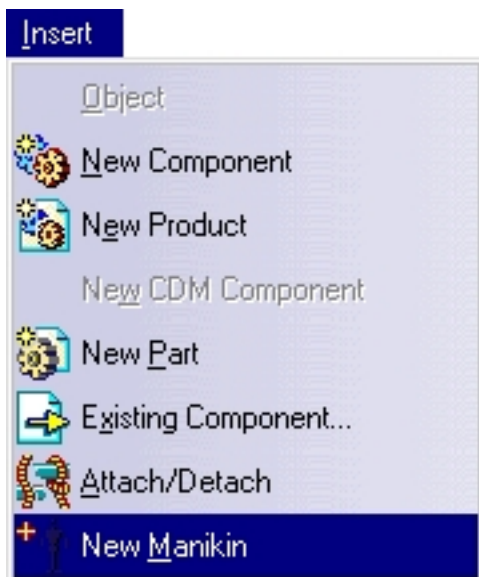 Insert
Object
New Component
New Product
New CDM Component
New Part
Existing Component...
Attach/Detach
New Manikin